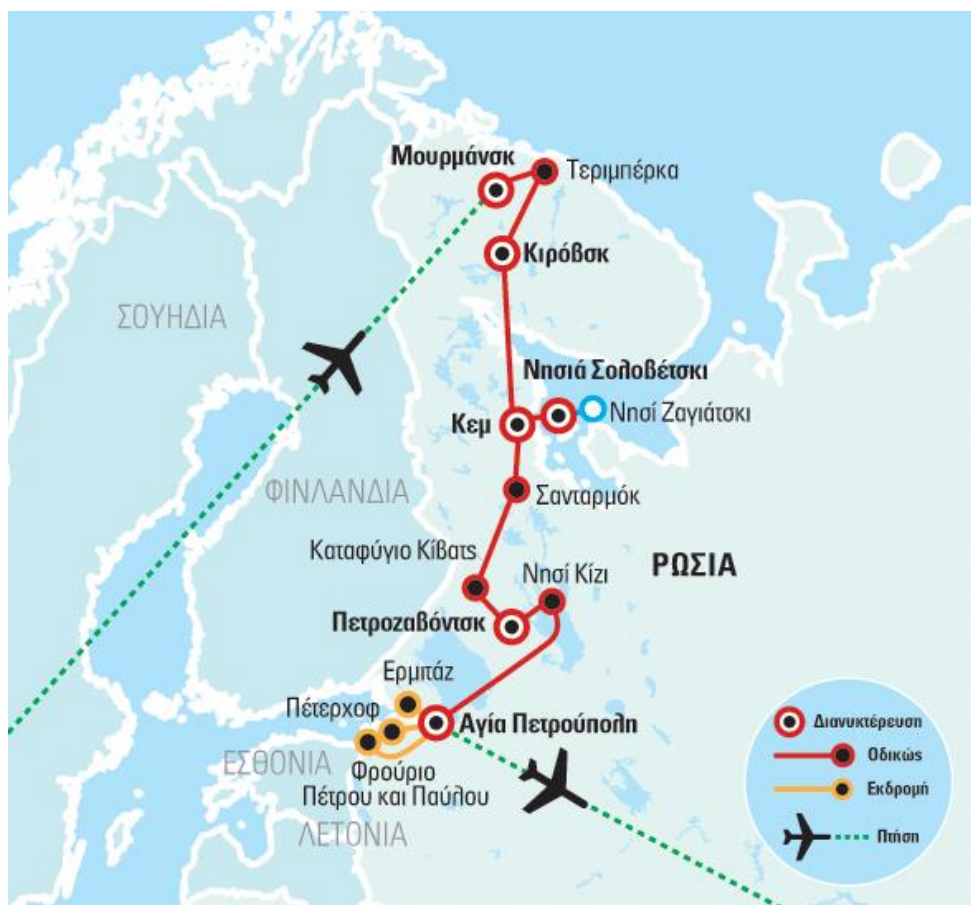 Μουρμάνσκ
Τεριμπέρκα
Κιρόβσκ
ΣΟΥΗΔΙΑ
Νησιά Σολοβέτσκι
Νησί Ζαγιάτσκι
Κεμ
ΦΙΝΛΑΝΔΙΑ
Σανταρμόκ
Καταφύγιο Κίβατς
Νησί Κίζι
ΡΩΣΙΑ
Πετροζαβόντσκ
Ερμιτάζ
Πέτερχοφ
Αγία Πετρούπολη
ΕΣΘΟΝΙΑ
Φρούριο
Πέτρου και Παύλου
ΛΕΤΟΝΙΑ
Διανυκτέρευση
Οδικώς
Εκδρομή
Πτήση